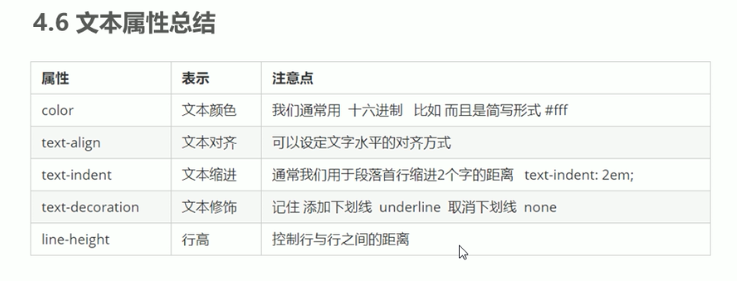 4.6 文本属性总结
属性 表示 注意点
color 文本颜色 我们通常用 十六进制 比如 而且是简写形式 #fff
text-align 文本对齐 可以设定文字水平的对齐方式
text-indent 文本缩进 通常我们用于段落首行缩进2个字的距离 text-indent: 2em;
text-decoration 文本修饰 记住 添加下划线 underline 取消下划线 none
line-height 行高 控制行与行之间的距离